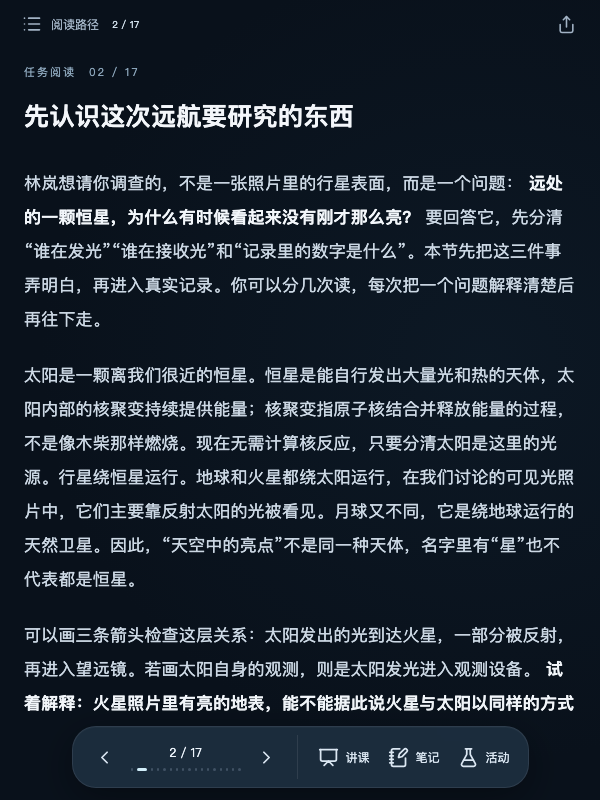 阅读路径 2 / 17
任务阅读 02 / 17
先认识这次远航要研究的东西
林岚想请你调查的，不是一张照片里的行星表面，而是一个问题： 远处
的一颗恒星，为什么有时候看起来没有刚才那么亮？ 要回答它，先分清
“谁在发光”“谁在接收光”和“记录里的数字是什么”。本节先把这三件事
弄明白，再进入真实记录。你可以分几次读，每次把一个问题解释清楚后
再往下走。
太阳是一颗离我们很近的恒星。恒星是能自行发出大量光和热的天体，太
阳内部的核聚变持续提供能量；核聚变指原子核结合并释放能量的过程，
不是像木柴那样燃烧。现在无需计算核反应，只要分清太阳是这里的光
源。行星绕恒星运行。地球和火星都绕太阳运行，在我们讨论的可见光照
片中，它们主要靠反射太阳的光被看见。月球又不同，它是绕地球运行的
天然卫星。因此，“天空中的亮点”不是同一种天体，名字里有“星”也不
代表都是恒星。
可以画三条箭头检查这层关系：太阳发出的光到达火星，一部分被反射，
再进入望远镜。若画太阳自身的观测，则是太阳发光进入观测设备。 试
着解释：火星照片里有亮的地表，能不能据此说火星与太阳以同样的方式
2 / 17
讲课
笔记
活动